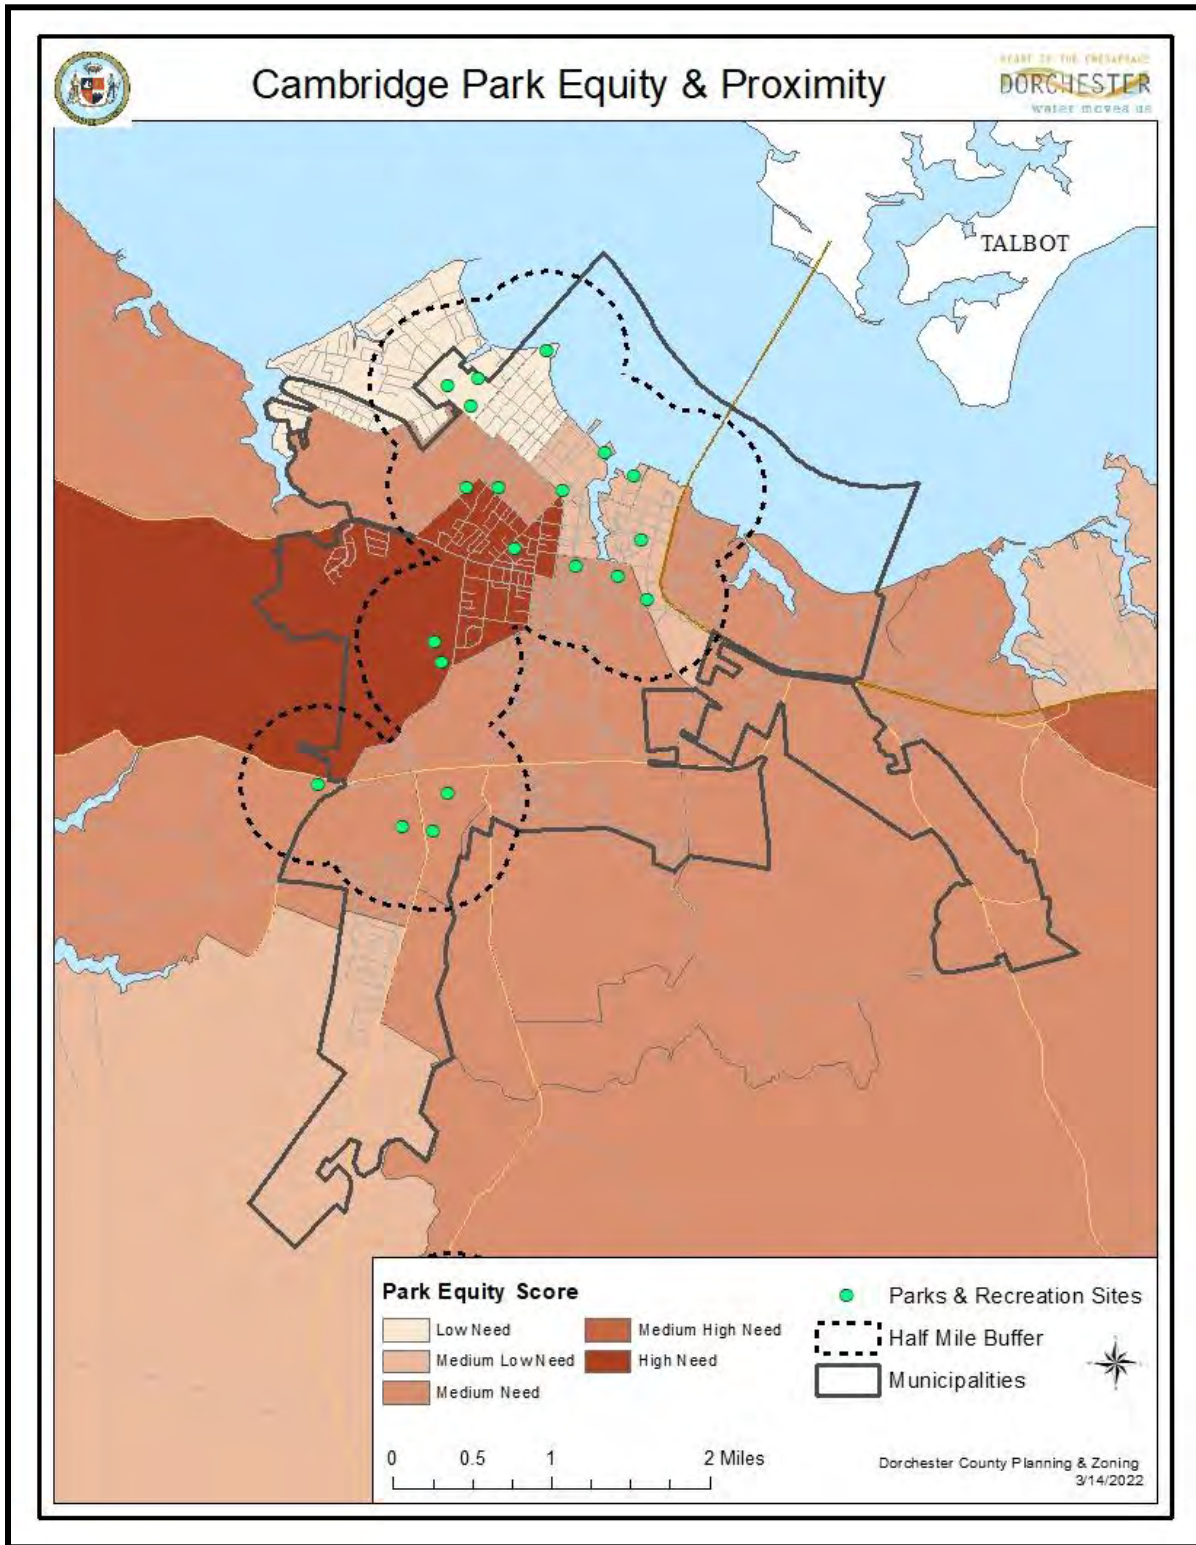 Cambridge Park Equity & Proximity
HEART OF THE CHESAPEAKE
DORCHESTER
water moves us
TALBOT
Park Equity Score
Low Need
Medium Low Need
Medium Need
Medium High Need
High Need
Parks & Recreation Sites
Half Mile Buffer
Municipalities
0 0.5 1 2 Miles
Dorchester County Planning & Zoning
3/14/2022